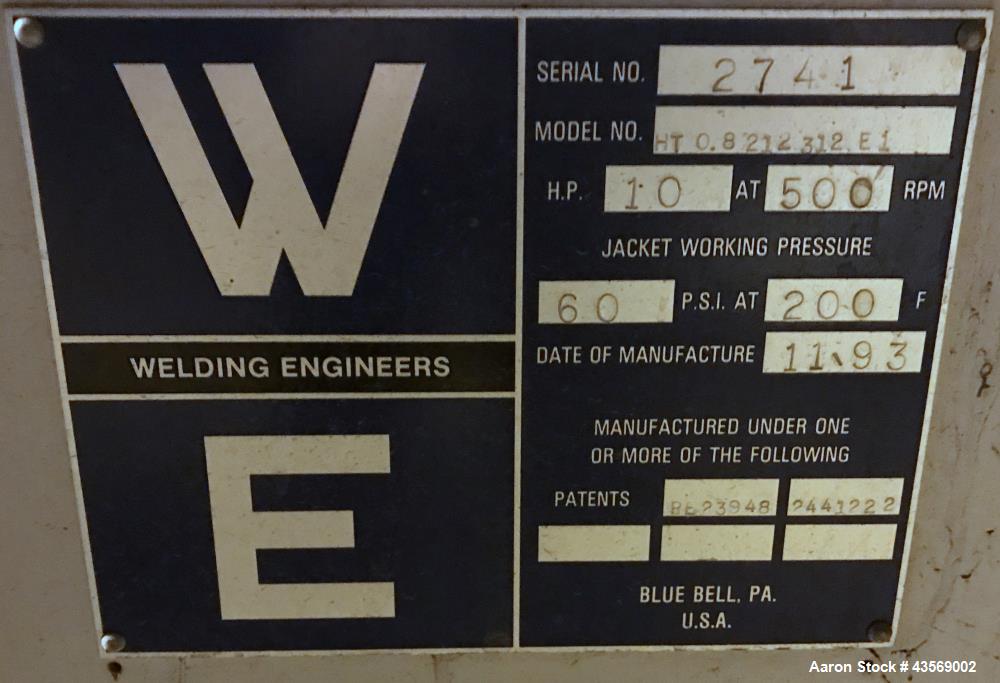 W
WELDING ENGINEERS
E
SERIAL NO. 2741
MODEL NO. HT 0.8 212 312 E1
H.P. 10 AT 500 RPM
JACKET WORKING PRESSURE
60 P.S.I. AT 200 F
DATE OF MANUFACTURE 11\93
MANUFACTURED UNDER ONE
OR MORE OF THE FOLLOWING
PATENTS RE23948 2441222
BLUE BELL, PA.
U.S.A.
Aaron Stock # 43569002